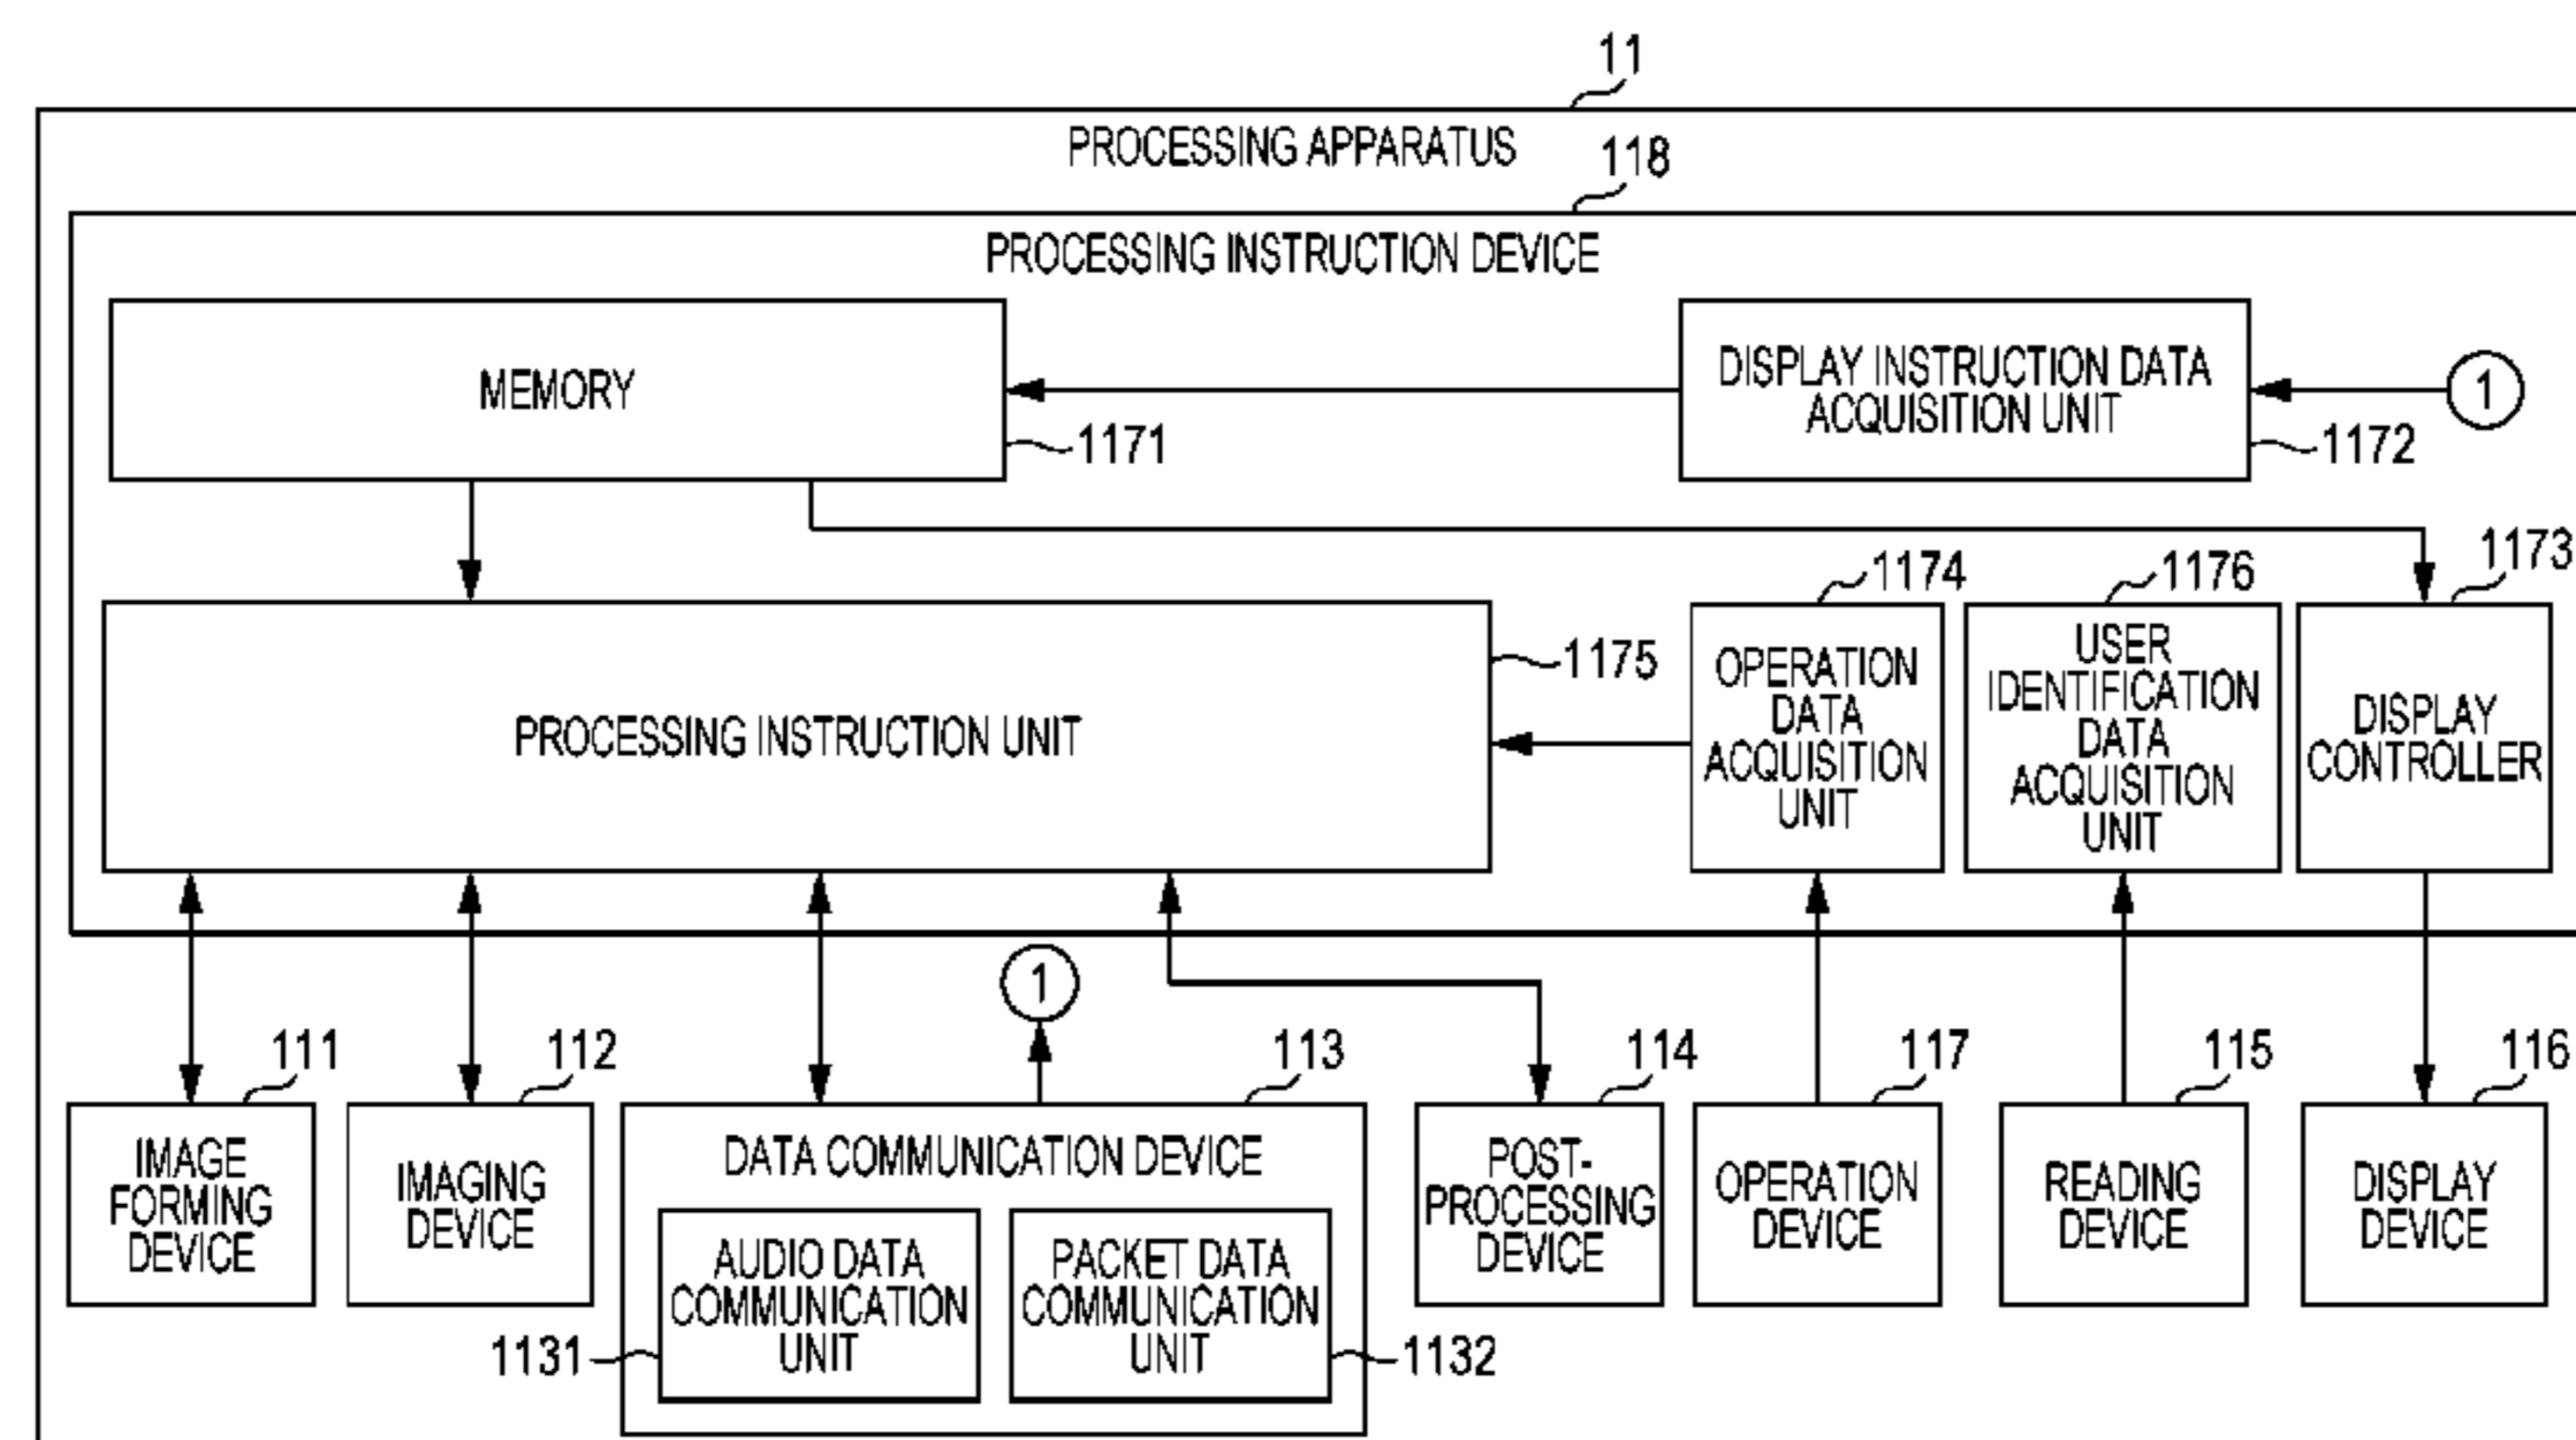 11
PROCESSING APPARATUS
118
PROCESSING INSTRUCTION DEVICE
MEMORY
1171
DISPLAY INSTRUCTION DATA
ACQUISITION UNIT
1172
1
1173
1174
1176
PROCESSING INSTRUCTION UNIT
1175
OPERATION
DATA
ACQUISITION
UNIT
USER
IDENTIFICATION
DATA
ACQUISITION
UNIT
DISPLAY
CONTROLLER
1
111
112
113
114
117
115
116
IMAGE
FORMING
DEVICE
IMAGING
DEVICE
DATA COMMUNICATION DEVICE
AUDIO DATA
COMMUNICATION
UNIT
1131
PACKET DATA
COMMUNICATION
UNIT
1132
POST-
PROCESSING
DEVICE
OPERATION
DEVICE
READING
DEVICE
DISPLAY
DEVICE